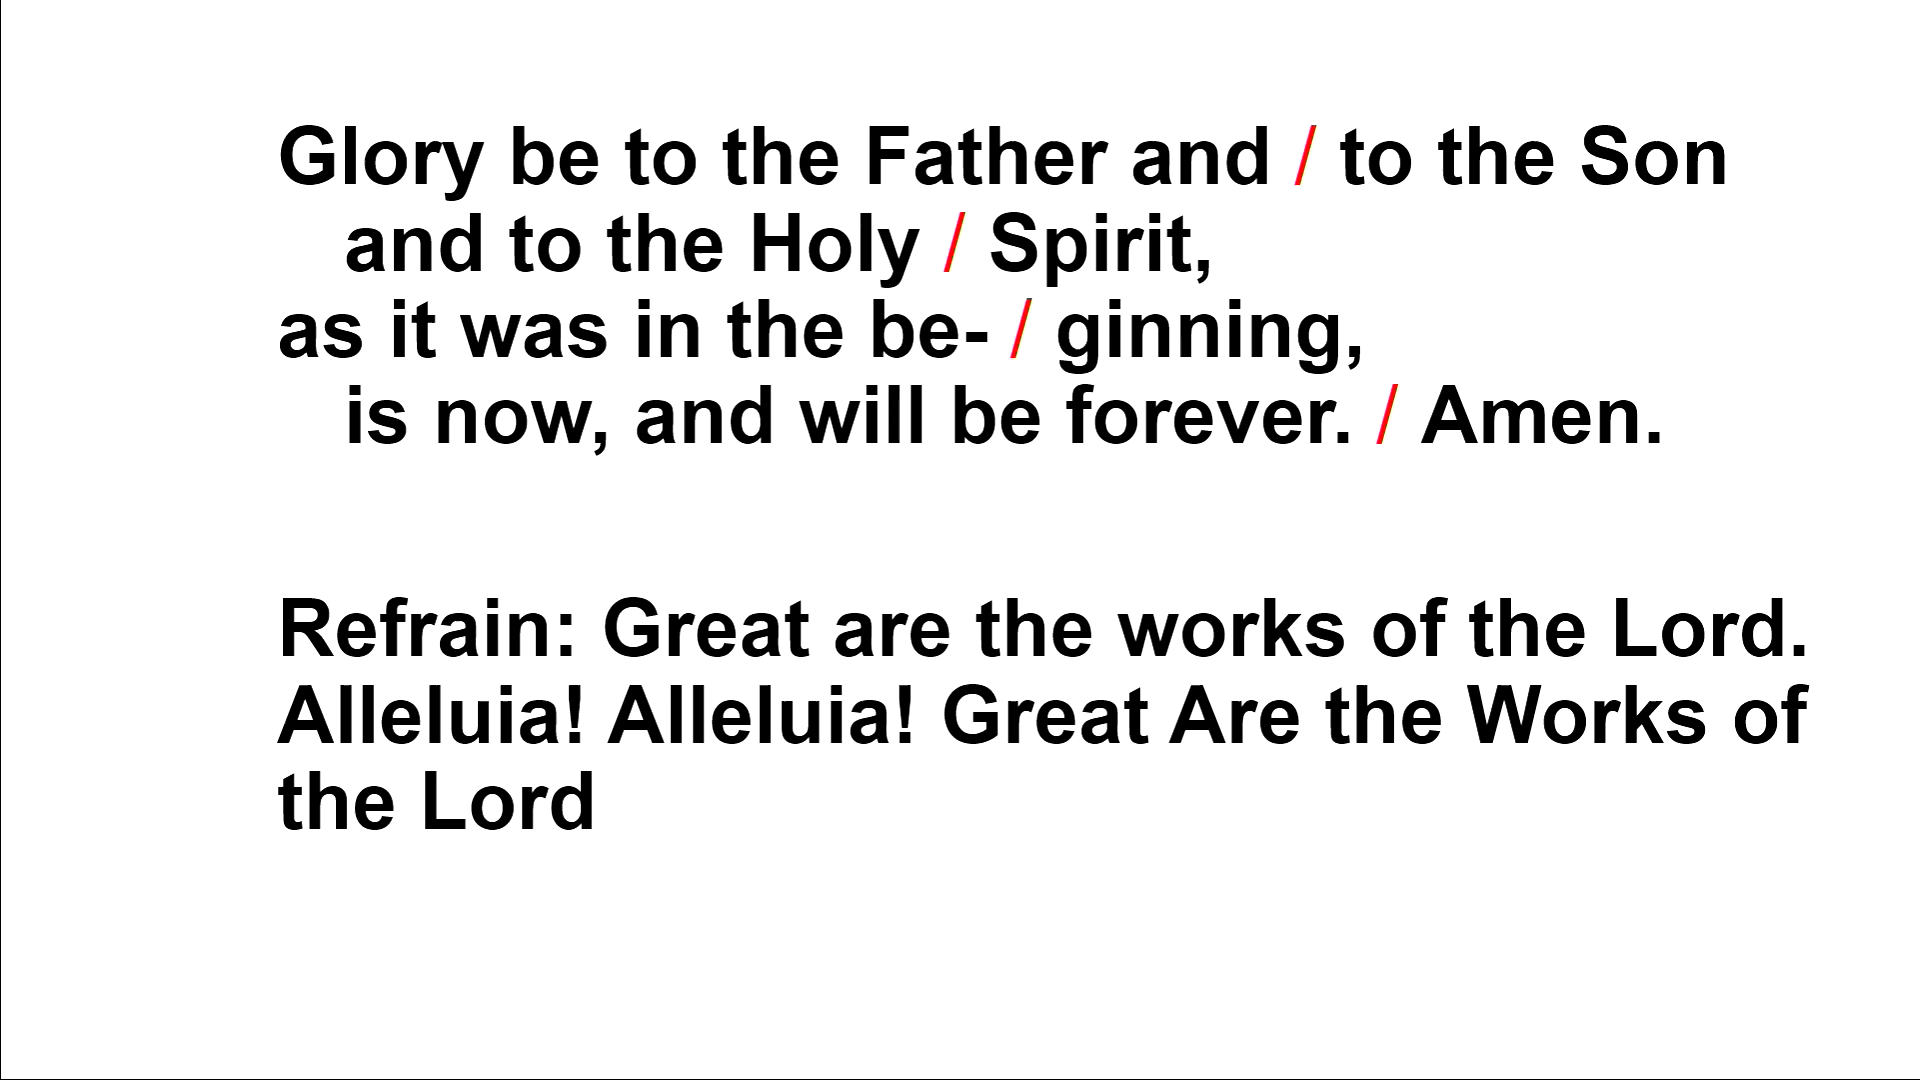 Glory be to the Father and / to the Son
and to the Holy / Spirit,
as it was in the be- / ginning,
is now, and will be forever. / Amen.
Refrain: Great are the works of the Lord.
Alleluia! Alleluia! Great Are the Works of
the Lord